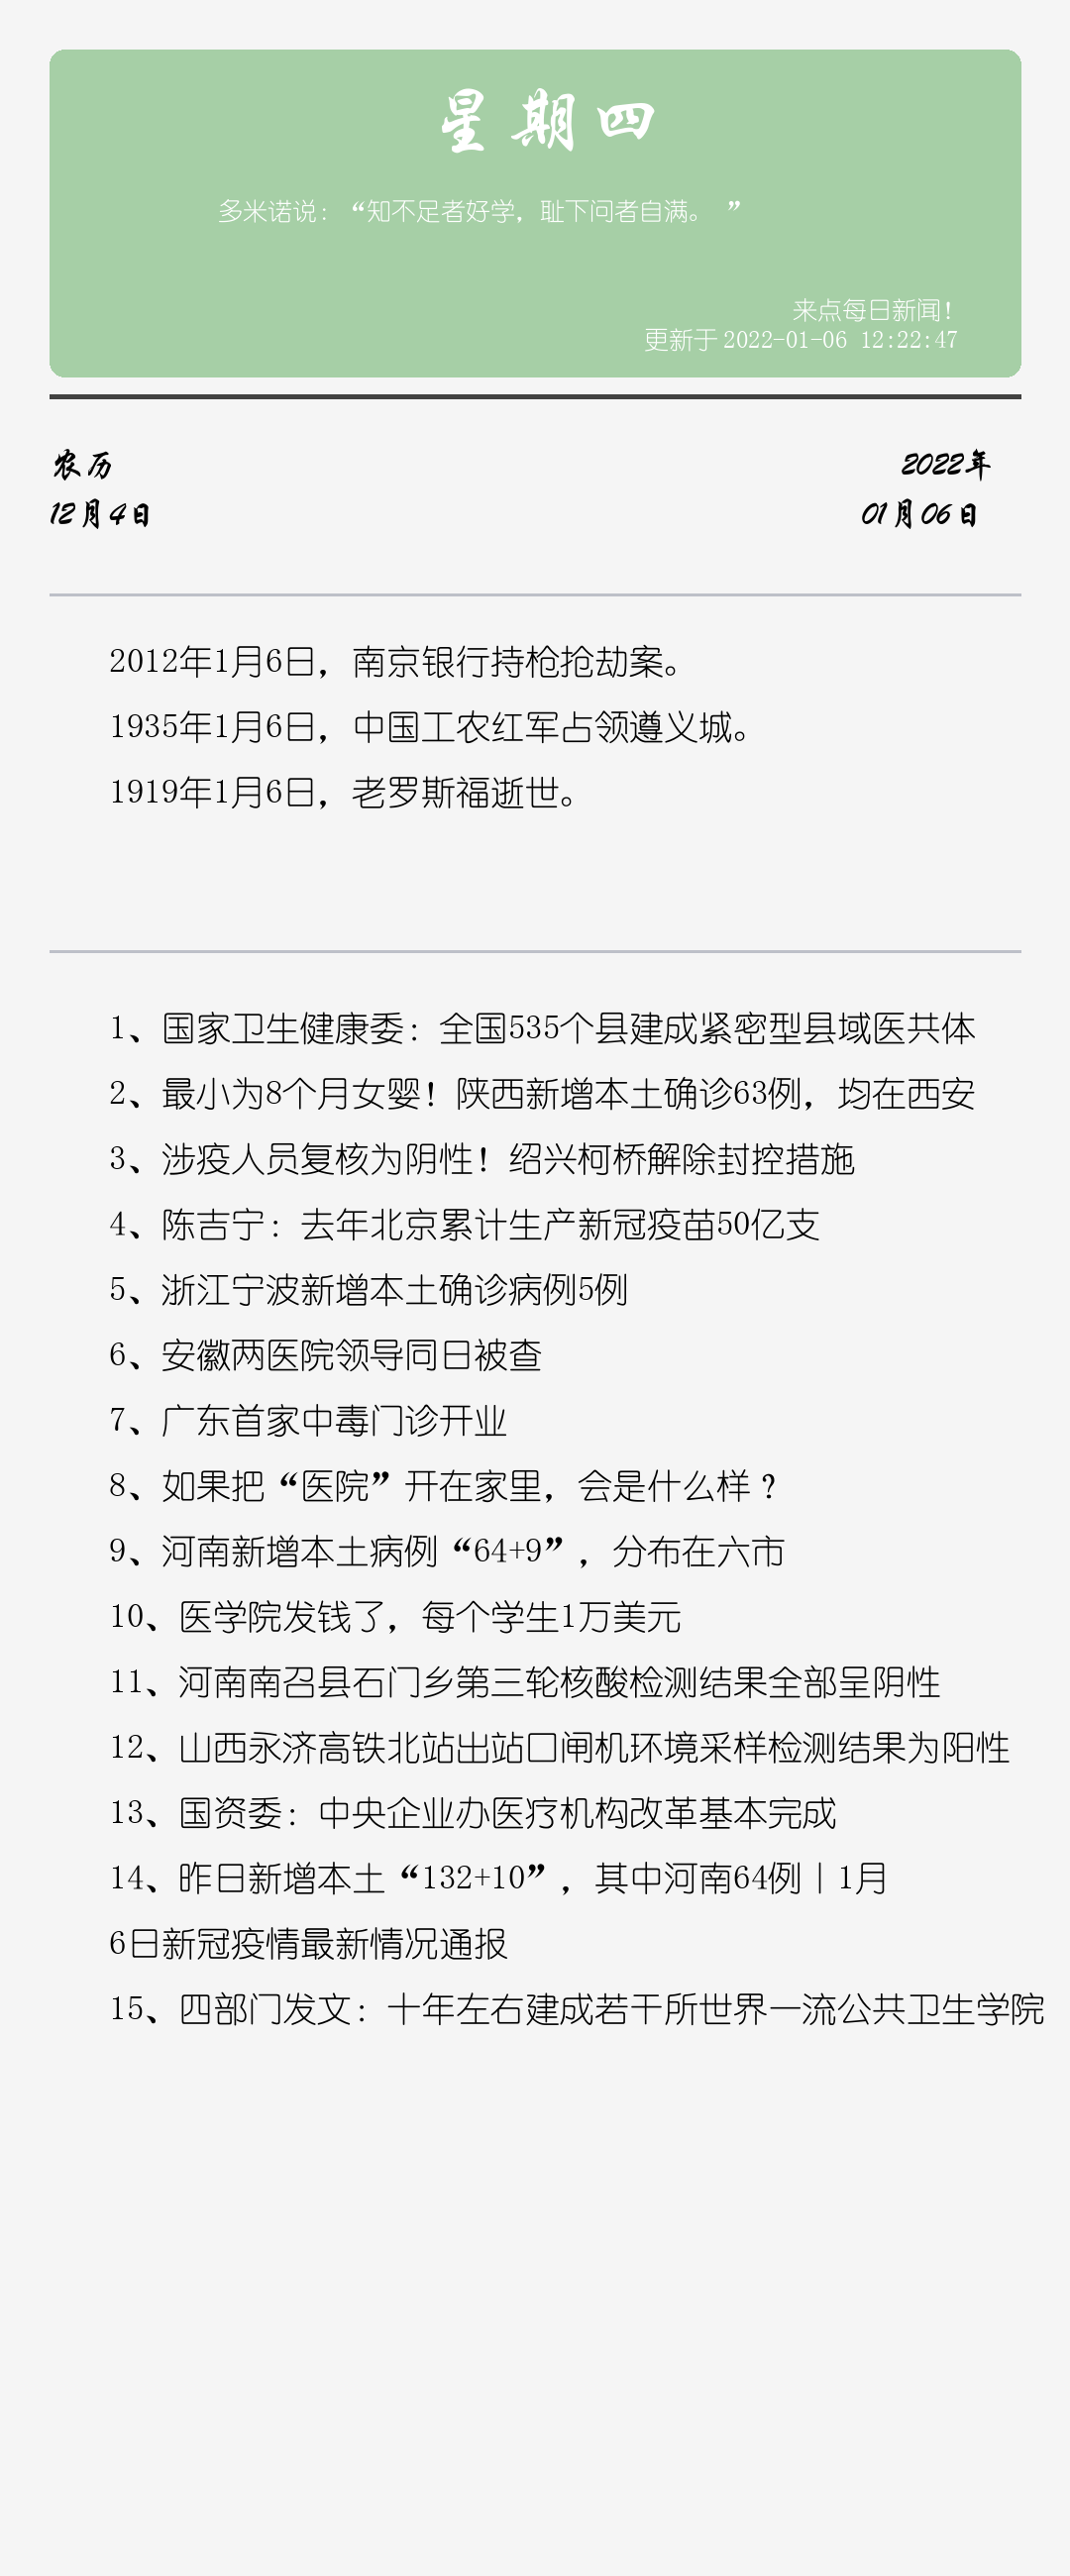 星期四
多米诺说：“知不足者好学，耻下问者自满。 ”
来点每日新闻！
更新于 2022-01-06 12:22:47
农历
12月4日
2022年
01月06日
2012年1月6日，南京银行持枪抢劫案。
1935年1月6日，中国工农红军占领遵义城。
1919年1月6日，老罗斯福逝世。
1、国家卫生健康委：全国535个县建成紧密型县域医共体
2、最小为8个月女婴！陕西新增本土确诊63例，均在西安
3、涉疫人员复核为阴性！绍兴柯桥解除封控措施
4、陈吉宁：去年北京累计生产新冠疫苗50亿支
5、浙江宁波新增本土确诊病例5例
6、安徽两医院领导同日被查
7、广东首家中毒门诊开业
8、如果把“医院”开在家里，会是什么样？
9、河南新增本土病例“64+9”，分布在六市
10、医学院发钱了，每个学生1万美元
11、河南南召县石门乡第三轮核酸检测结果全部呈阴性
12、山西永济高铁北站出站口闸机环境采样检测结果为阳性
13、国资委：中央企业办医疗机构改革基本完成
14、昨日新增本土“132+10”，其中河南64例丨1月
6日新冠疫情最新情况通报
15、四部门发文：十年左右建成若干所世界一流公共卫生学院